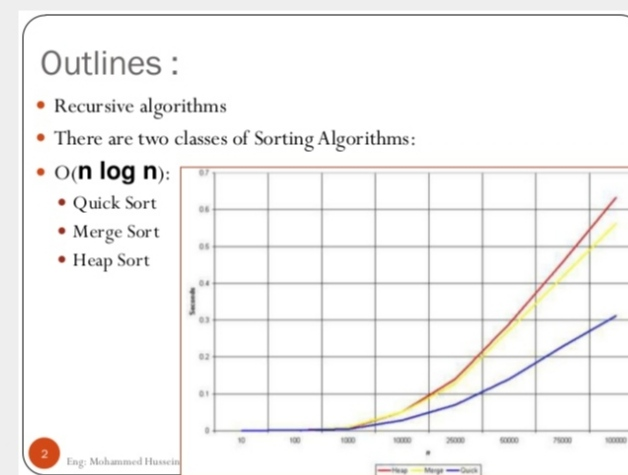 Outlines :
Recursive algorithms
There are two classes of Sorting Algorithms:
O(n log n):
Quick Sort
Merge Sort
Heap Sort
0.7
0.6
0.5
0.4
0.3
0.2
0.1
0
Seconds
10 100 1000 10000 25000 50000 75000 100000
n
Heap Merge Quick
2
Eng: Mohammed Hussein